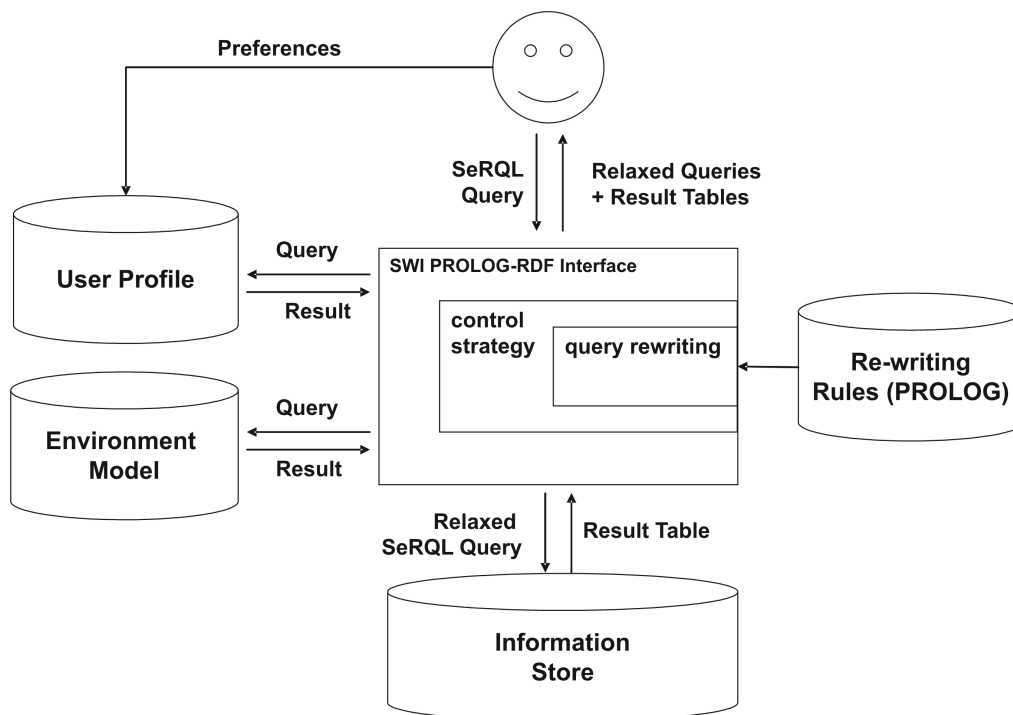 Preferences
SeRQL
Query
Relaxed Queries
+ Result Tables
User Profile
Query
Result
SWI PROLOG-RDF Interface
control
strategy
query rewriting
Re-writing
Rules (PROLOG)
Environment
Model
Query
Result
Relaxed
SeRQL Query
Result Table
Information
Store